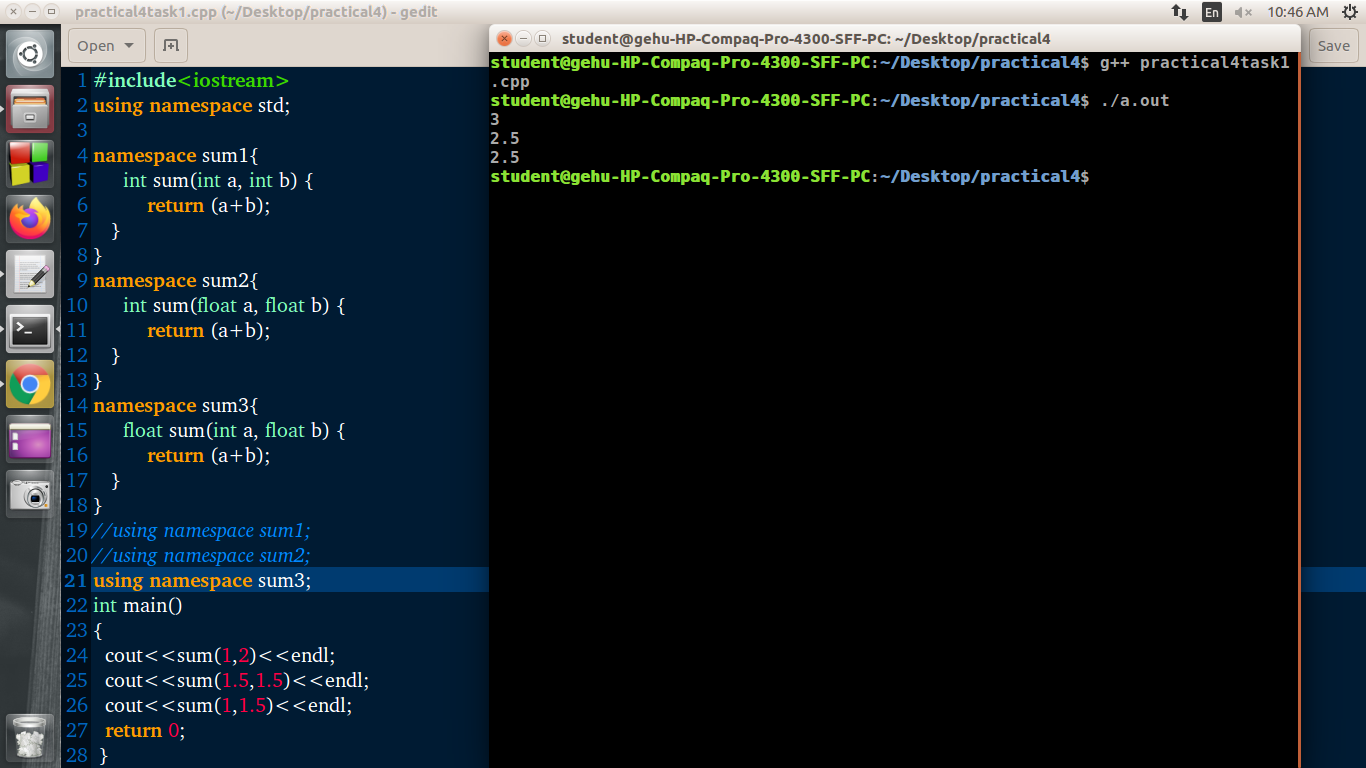 practical4task1.cpp (~/Desktop/practical4) - gedit
En
10:46 AM
Open
Save
1 #include<iostream>
2 using namespace std;
3
4 namespace sum1{
5 int sum(int a, int b) {
6 return (a+b);
7 }
8 }
9 namespace sum2{
10 int sum(float a, float b) {
11 return (a+b);
12 }
13 }
14 namespace sum3{
15 float sum(int a, float b) {
16 return (a+b);
17 }
18 }
19 //using namespace sum1;
20 //using namespace sum2;
21 using namespace sum3;
22 int main()
23 {
24 cout<<sum(1,2)<<endl;
25 cout<<sum(1.5,1.5)<<endl;
26 cout<<sum(1,1.5)<<endl;
27 return 0;
28 }
student@gehu-HP-Compaq-Pro-4300-SFF-PC: ~/Desktop/practical4
student@gehu-HP-Compaq-Pro-4300-SFF-PC:~/Desktop/practical4$ g++ practical4task1
.cpp
student@gehu-HP-Compaq-Pro-4300-SFF-PC:~/Desktop/practical4$ ./a.out
3
2.5
2.5
student@gehu-HP-Compaq-Pro-4300-SFF-PC:~/Desktop/practical4$